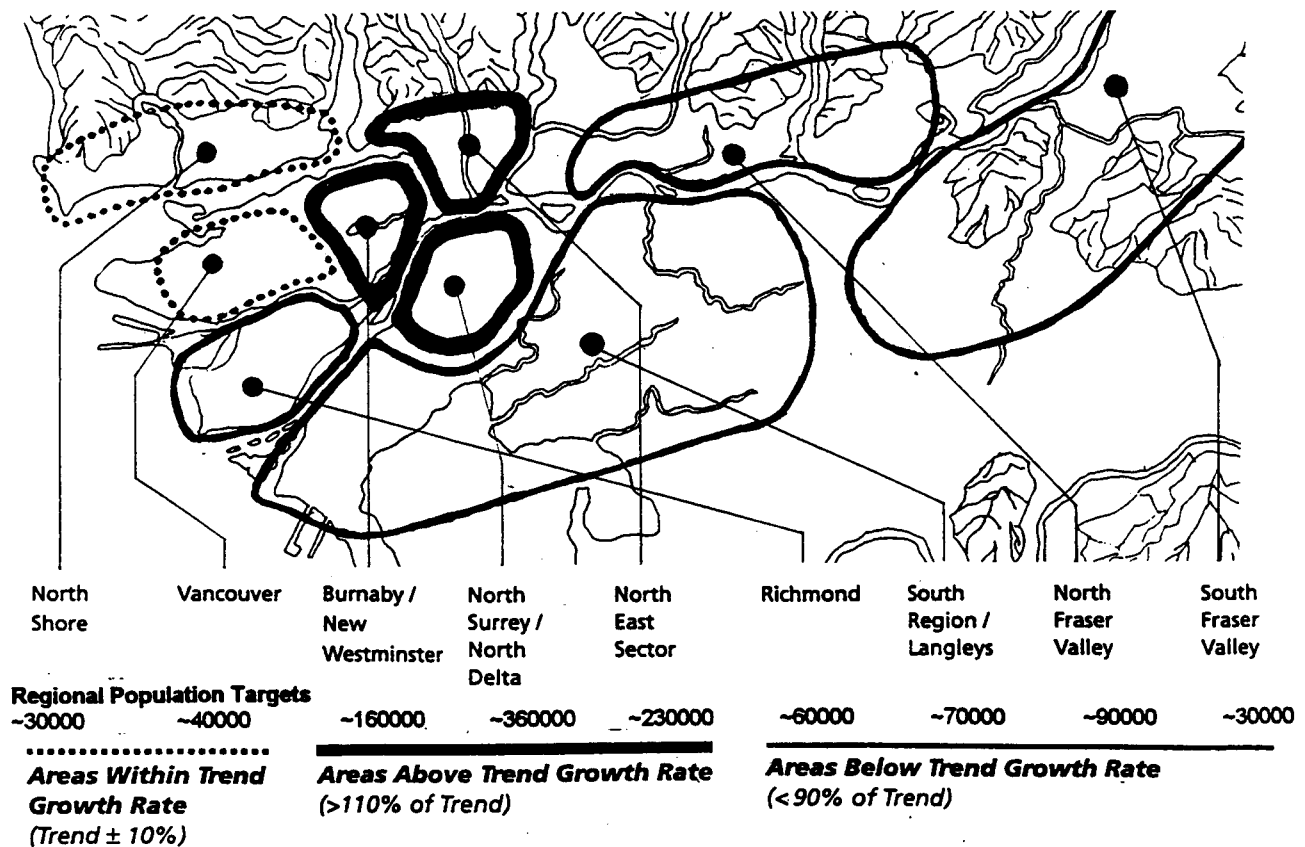 North Shore
Vancouver
Burnaby / New Westminster
North Surrey / North Delta
North East Sector
Richmond
South Region / Langleys
North Fraser Valley
South Fraser Valley
Regional Population Targets
~30000 ~40000 ~160000 ~360000 ~230000 ~60000 ~70000 ~90000 ~30000
Areas Within Trend
Growth Rate
(Trend ± 10%)
Areas Above Trend Growth Rate
(>110% of Trend)
Areas Below Trend Growth Rate
(<90% of Trend)